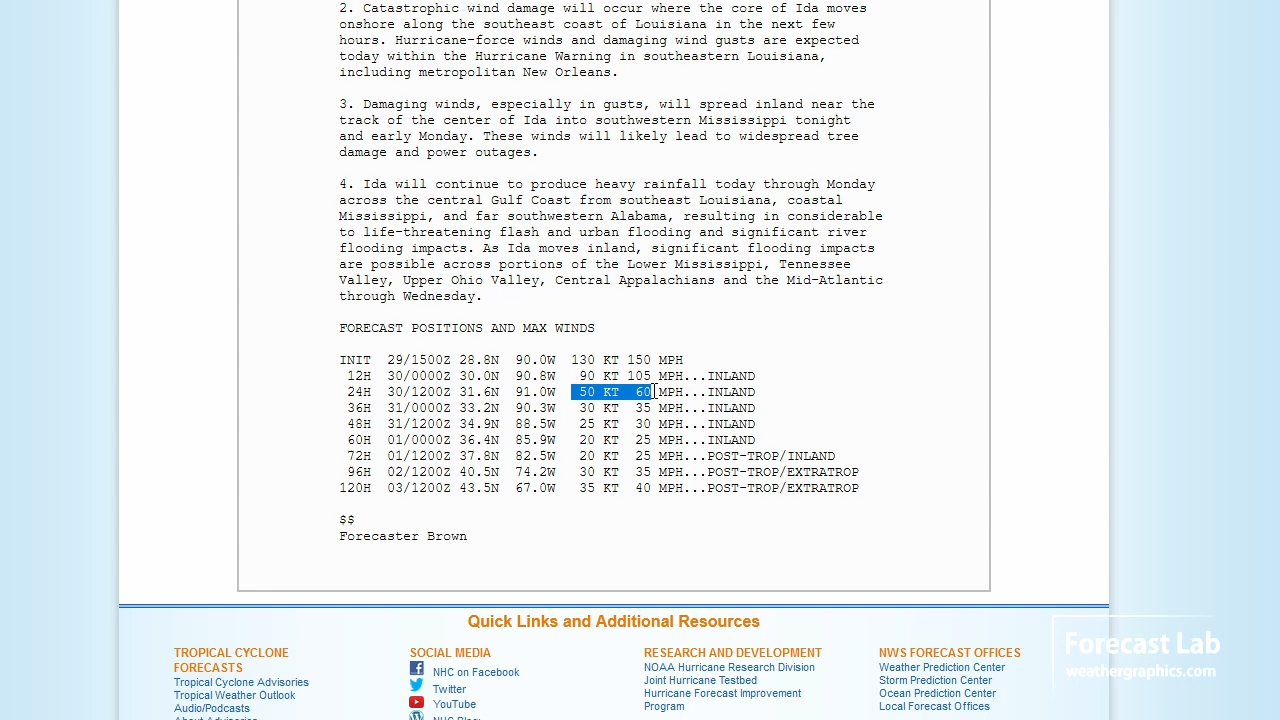 2. Catastrophic wind damage will occur where the core of Ida moves
onshore along the southeast coast of Louisiana in the next few
hours. Hurricane-force winds and damaging wind gusts are expected
today within the Hurricane Warning in southeastern Louisiana,
including metropolitan New Orleans.
3. Damaging winds, especially in gusts, will spread inland near the
track of the center of Ida into southwestern Mississippi tonight
and early Monday. These winds will likely lead to widespread tree
damage and power outages.
4. Ida will continue to produce heavy rainfall today through Monday
across the central Gulf Coast from southeast Louisiana, coastal
Mississippi, and far southwestern Alabama, resulting in considerable
to life-threatening flash and urban flooding and significant river
flooding impacts. As Ida moves inland, significant flooding impacts
are possible across portions of the Lower Mississippi, Tennessee
Valley, Upper Ohio Valley, Central Appalachians and the Mid-Atlantic
through Wednesday.
FORECAST POSITIONS AND MAX WINDS
INIT 29/1500Z 28.8N 90.0W 130 KT 150 MPH
12H 30/0000Z 30.0N 90.8W 90 KT 105 MPH...INLAND
24H 30/1200Z 31.6N 91.0W 50 KT 60 MPH...INLAND
36H 31/0000Z 33.2N 90.3W 30 KT 35 MPH...INLAND
48H 31/1200Z 34.9N 88.5W 25 KT 30 MPH...INLAND
60H 01/0000Z 36.4N 85.9W 20 KT 25 MPH...INLAND
72H 01/1200Z 37.8N 82.5W 20 KT 25 MPH...POST-TROP/INLAND
96H 02/1200Z 40.5N 74.2W 30 KT 35 MPH...POST-TROP/EXTRATROP
120H 03/1200Z 43.5N 67.0W 35 KT 40 MPH...POST-TROP/EXTRATROP
$$
Forecaster Brown
Quick Links and Additional Resources
TROPICAL CYCLONE
FORECASTS
Tropical Cyclone Advisories
Tropical Weather Outlook
Audio/Podcasts
SOCIAL MEDIA
NHC on Facebook
Twitter
YouTube
RESEARCH AND DEVELOPMENT
NOAA Hurricane Research Division
Joint Hurricane Testbed
Hurricane Forecast Improvement
Program
NWS FORECAST OFFICES
Weather Prediction Center
Storm Prediction Center
Ocean Prediction Center
Local Forecast Offices
Forecast Lab
weathergraphics.com